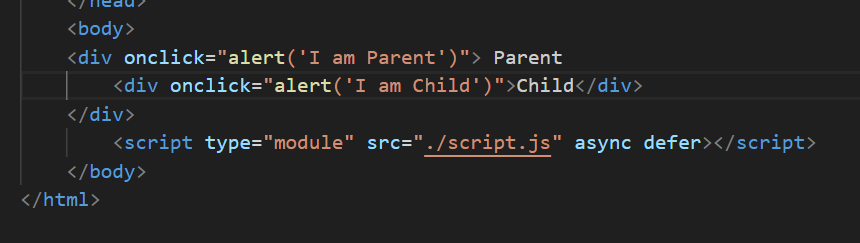 </head>
<body>
<div onclick="alert('I am Parent')"> Parent
<div onclick="alert('I am Child')">Child</div>
</div>
<script type="module" src="./script.js" async defer></script>
</body>
</html>